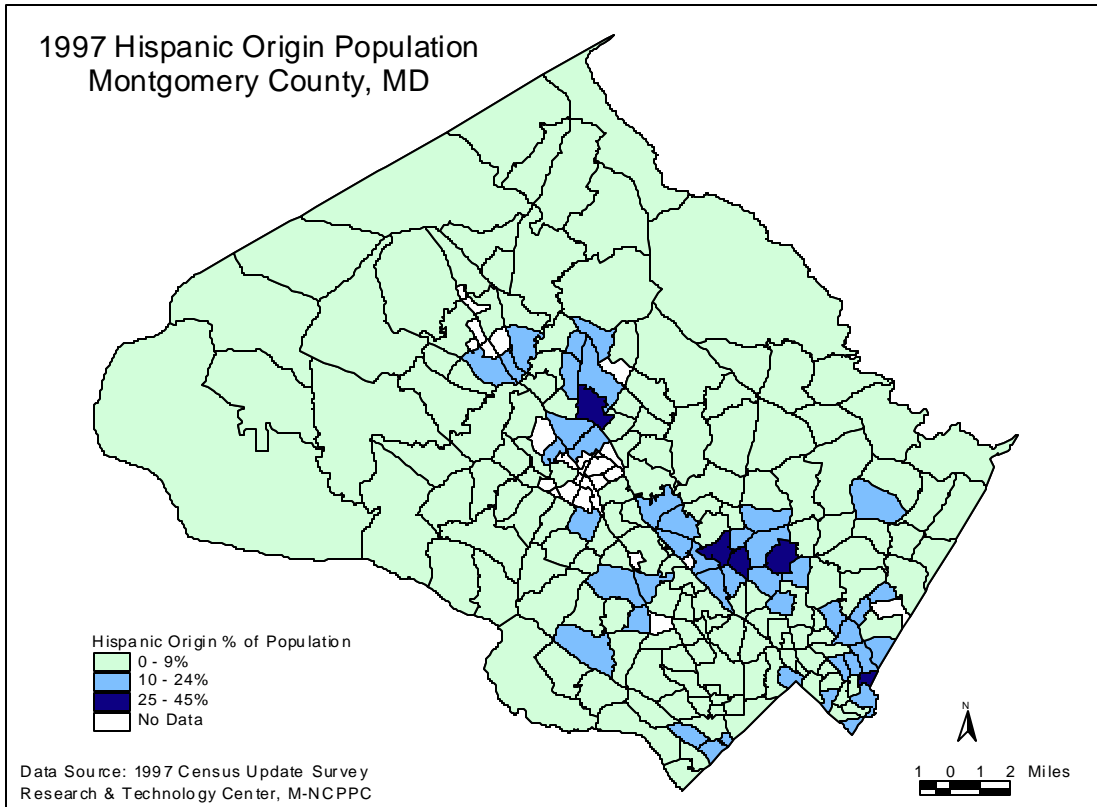 1997 Hispanic Origin Population
Montgomery County, MD
Hispanic Origin % of Population
0 - 9%
10 - 24%
25 - 45%
No Data
Data Source: 1997 Census Update Survey
Research & Technology Center, M-NCPPC
N
1 0 1 2 Miles